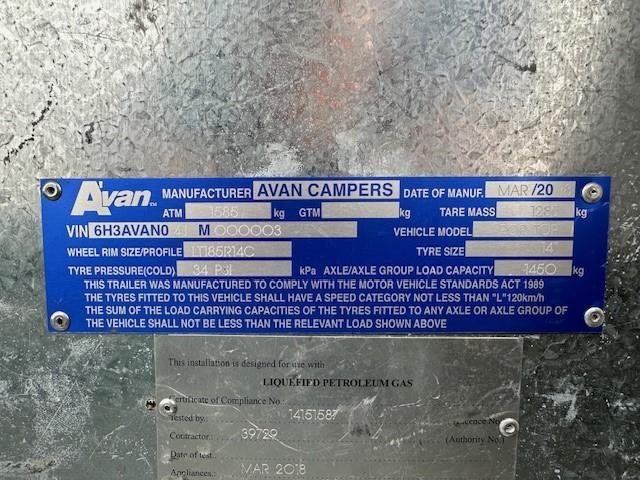 Avan™ MANUFACTURER AVAN CAMPERS DATE OF MANUF. MAR /20
ATM 1585 kg GTM kg TARE MASS kg
VIN 6H3AVAN0 M 000003 VEHICLE MODEL
WHEEL RIM SIZE/PROFILE LT185R14C TYRE SIZE 14
TYRE PRESSURE(COLD) 34 PSI kPa AXLE/AXLE GROUP LOAD CAPACITY 1450 kg
THIS TRAILER WAS MANUFACTURED TO COMPLY WITH THE MOTOR VEHICLE STANDARDS ACT 1989
THE TYRES FITTED TO THIS VEHICLE SHALL HAVE A SPEED CATEGORY NOT LESS THAN "L"120km/h
THE SUM OF THE LOAD CARRYING CAPACITIES OF THE TYRES FITTED TO ANY AXLE OR AXLE GROUP OF
THE VEHICLE SHALL NOT BE LESS THAN THE RELEVANT LOAD SHOWN ABOVE
This installation is designed for use with
LIQUEFIED PETROLEUM GAS
Certificate of Compliance No.
Tested by: 14151587 (Licence No.
Contractor: 39729 (Authority No.)
Date of test:
Appliances: MAR 2018